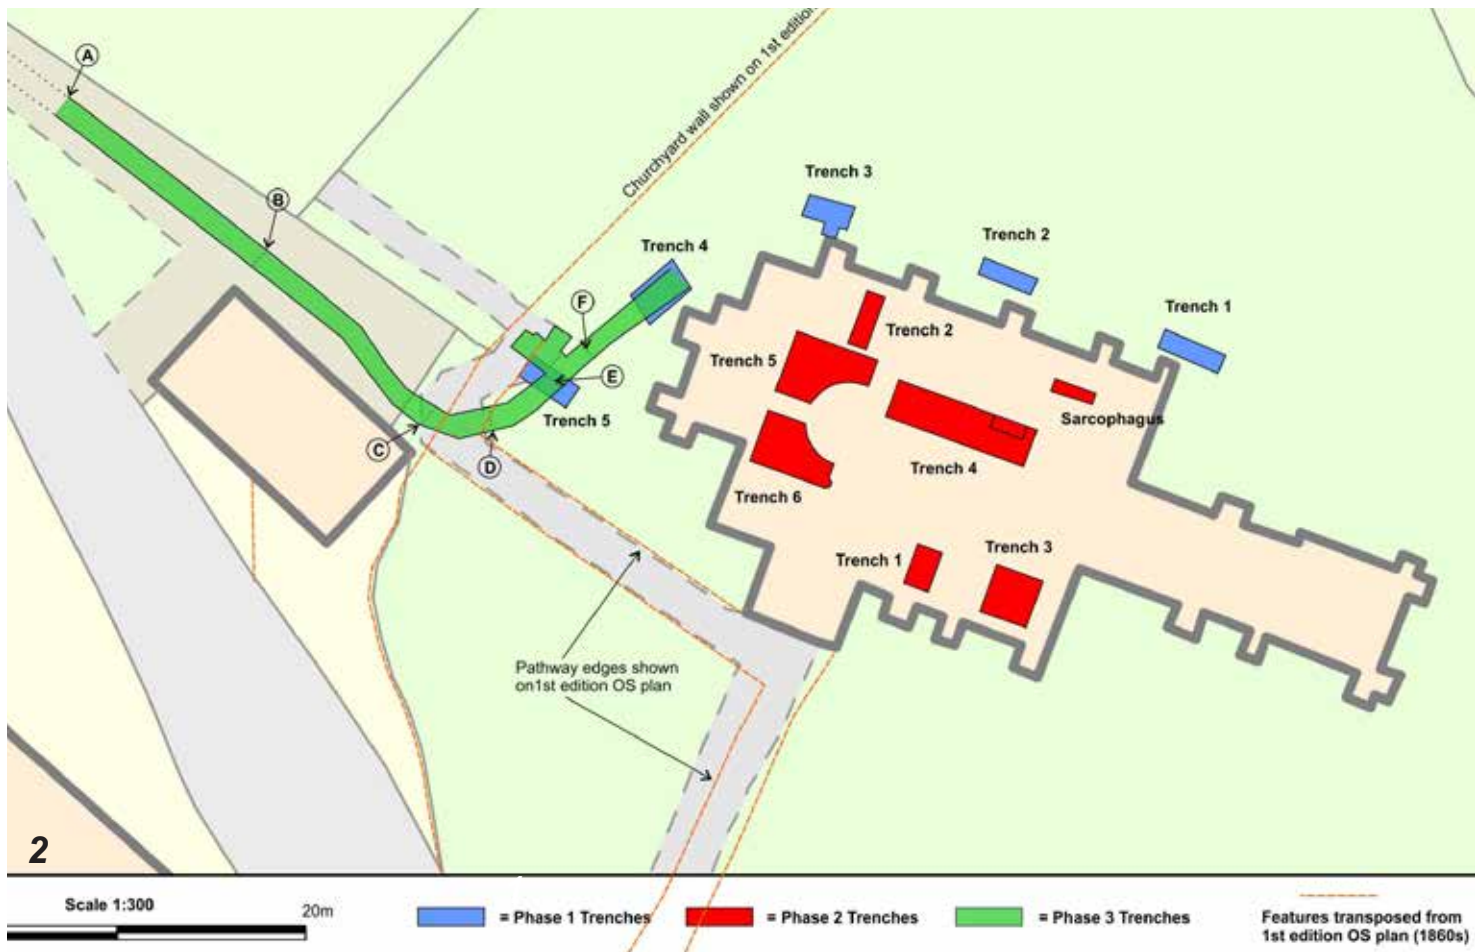 A
B
Churchyard wall shown on 1st edition
Trench 3
Trench 2
Trench 1
Trench 4
F
Trench 2
Trench 5
E
Sarcophagus
Trench 5
C
D
Trench 4
Trench 6
Trench 1
Trench 3
Pathway edges shown
on1st edition OS plan
2
Scale 1:300
20m
= Phase 1 Trenches
= Phase 2 Trenches
= Phase 3 Trenches
Features transposed from
1st edition OS plan (1860s)